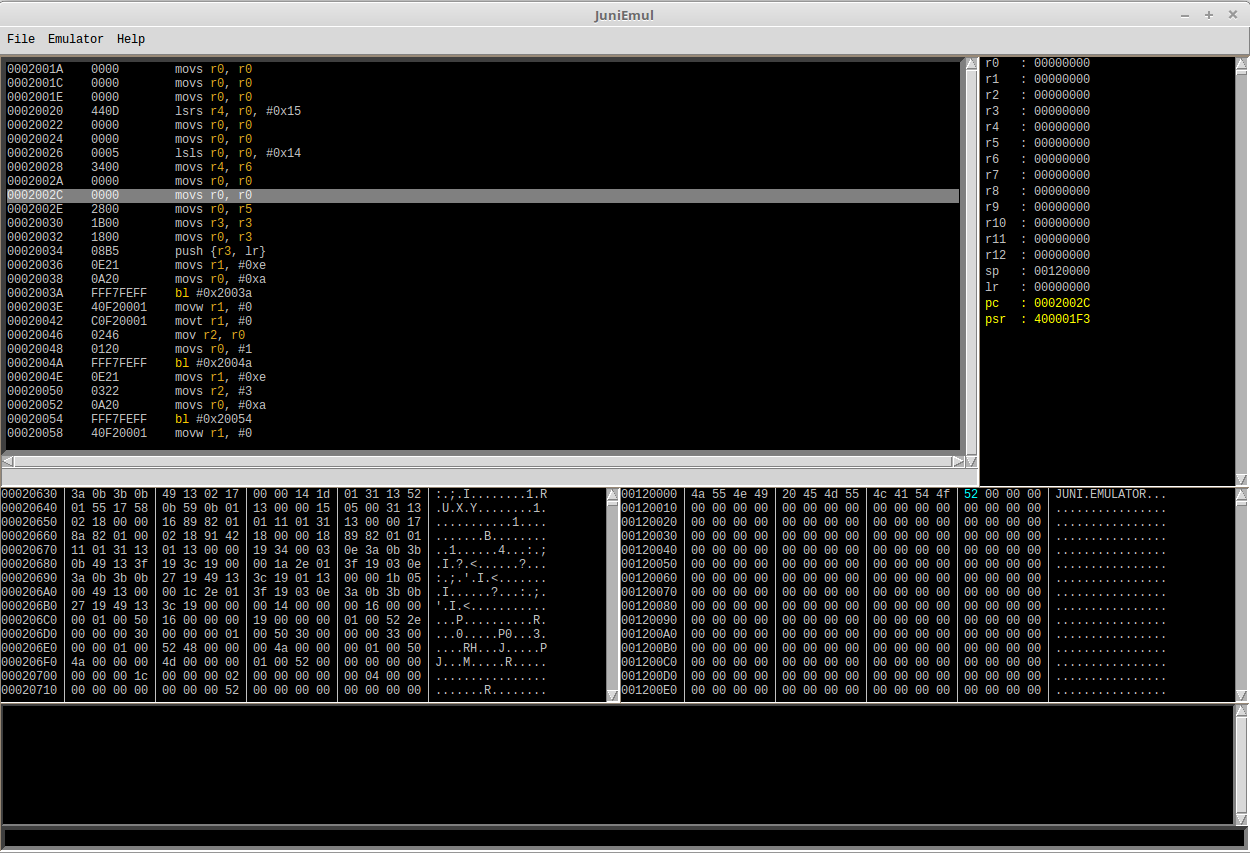 JuniEmul
File Emulator Help
0002001A 0000 movs r0, r0
0002001C 0000 movs r0, r0
0002001E 0000 movs r0, r0
00020020 440D lsrs r4, r0, #0x15
00020022 0000 movs r0, r0
00020024 0000 movs r0, r0
00020026 0005 lsls r0, r0, #0x14
00020028 3400 movs r4, r6
0002002A 0000 movs r0, r0
0002002C 0000 movs r0, r0
0002002E 2800 movs r0, r5
00020030 1B00 movs r3, r3
00020032 1800 movs r0, r3
00020034 08B5 push {r3, lr}
00020036 0E21 movs r1, #0xe
00020038 0A20 movs r0, #0xa
0002003A FFF7FEFF bl #0x2003a
0002003E 40F20001 movw r1, #0
00020042 C0F20001 movt r1, #0
00020046 0246 mov r2, r0
00020048 0120 movs r0, #1
0002004A FFF7FEFF bl #0x2004a
0002004E 0E21 movs r1, #0xe
00020050 0322 movs r2, #3
00020052 0A20 movs r0, #0xa
00020054 FFF7FEFF bl #0x20054
00020058 40F20001 movw r1, #0
r0 : 00000000
r1 : 00000000
r2 : 00000000
r3 : 00000000
r4 : 00000000
r5 : 00000000
r6 : 00000000
r7 : 00000000
r8 : 00000000
r9 : 00000000
r10 : 00000000
r11 : 00000000
r12 : 00000000
sp : 00120000
lr : 00000000
pc : 0002002C
psr : 400001F3
00020630 3a 0b 3b 0b 49 13 02 17 00 00 14 1d 01 31 13 52 :.;.I........1.R
00020640 01 55 17 58 0b 59 0b 01 13 00 00 15 05 00 31 13 .U.X.Y........1.
00020650 02 18 00 00 16 89 82 01 01 11 01 31 13 00 00 17 ...........1....
00020660 8a 82 01 00 02 18 91 42 18 00 00 18 89 82 01 01 .......B........
00020670 11 01 31 13 01 13 00 00 19 34 00 03 0e 3a 0b 3b ..1......4...:.;
00020680 0b 49 13 3f 19 3c 19 00 00 1a 2e 01 3f 19 03 0e .I.?.<......?...
00020690 3a 0b 3b 0b 27 19 49 13 3c 19 01 13 00 00 1b 05 :.;.'.I.<.......
000206A0 00 49 13 00 00 1c 2e 01 3f 19 03 0e 3a 0b 3b 0b .I......?...:.;.
000206B0 27 19 49 13 3c 19 00 00 00 14 00 00 00 16 00 00 '.I.<...........
000206C0 00 01 00 50 16 00 00 00 19 00 00 00 01 00 52 2e ...P..........R.
000206D0 00 00 00 30 00 00 00 01 00 50 30 00 00 00 33 00 ...0.....P0...3.
000206E0 00 00 01 00 52 48 00 00 00 4a 00 00 00 01 00 50 ....RH...J.....P
000206F0 4a 00 00 00 4d 00 00 00 01 00 52 00 00 00 00 00 J...M.....R.....
00020700 00 00 00 1c 00 00 00 02 00 00 00 00 00 04 00 00 ................
00020710 00 00 00 00 00 00 00 52 00 00 00 00 00 00 00 00 .......R........
00120000 4a 55 4e 49 20 45 4d 55 4c 41 54 4f 52 00 00 00 JUNI.EMULATOR...
00120010 00 00 00 00 00 00 00 00 00 00 00 00 00 00 00 00 ................
00120020 00 00 00 00 00 00 00 00 00 00 00 00 00 00 00 00 ................
00120030 00 00 00 00 00 00 00 00 00 00 00 00 00 00 00 00 ................
00120040 00 00 00 00 00 00 00 00 00 00 00 00 00 00 00 00 ................
00120050 00 00 00 00 00 00 00 00 00 00 00 00 00 00 00 00 ................
00120060 00 00 00 00 00 00 00 00 00 00 00 00 00 00 00 00 ................
00120070 00 00 00 00 00 00 00 00 00 00 00 00 00 00 00 00 ................
00120080 00 00 00 00 00 00 00 00 00 00 00 00 00 00 00 00 ................
00120090 00 00 00 00 00 00 00 00 00 00 00 00 00 00 00 00 ................
001200A0 00 00 00 00 00 00 00 00 00 00 00 00 00 00 00 00 ................
001200B0 00 00 00 00 00 00 00 00 00 00 00 00 00 00 00 00 ................
001200C0 00 00 00 00 00 00 00 00 00 00 00 00 00 00 00 00 ................
001200D0 00 00 00 00 00 00 00 00 00 00 00 00 00 00 00 00 ................
001200E0 00 00 00 00 00 00 00 00 00 00 00 00 00 00 00 00 ................